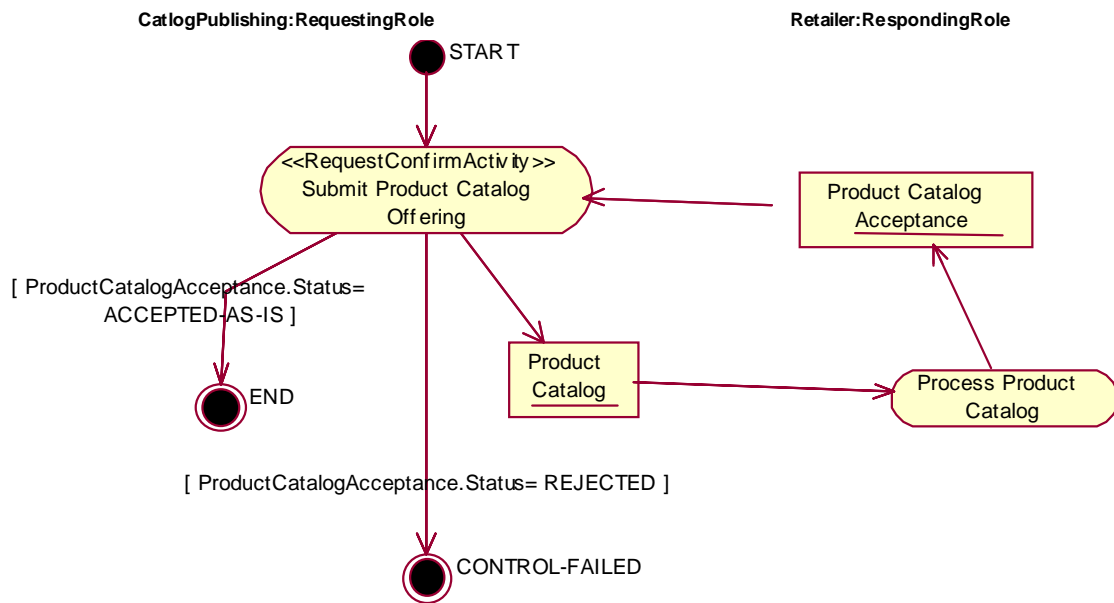 CatlogPublishing:RequestingRole
Retailer:RespondingRole
START
<<RequestConfirmActivity>>
Submit Product Catalog
Offering
Product Catalog
Acceptance
[ ProductCatalogAcceptance.Status=
ACCEPTED-AS-IS ]
END
Product
Catalog
Process Product
Catalog
[ ProductCatalogAcceptance.Status= REJECTED ]
CONTROL-FAILED